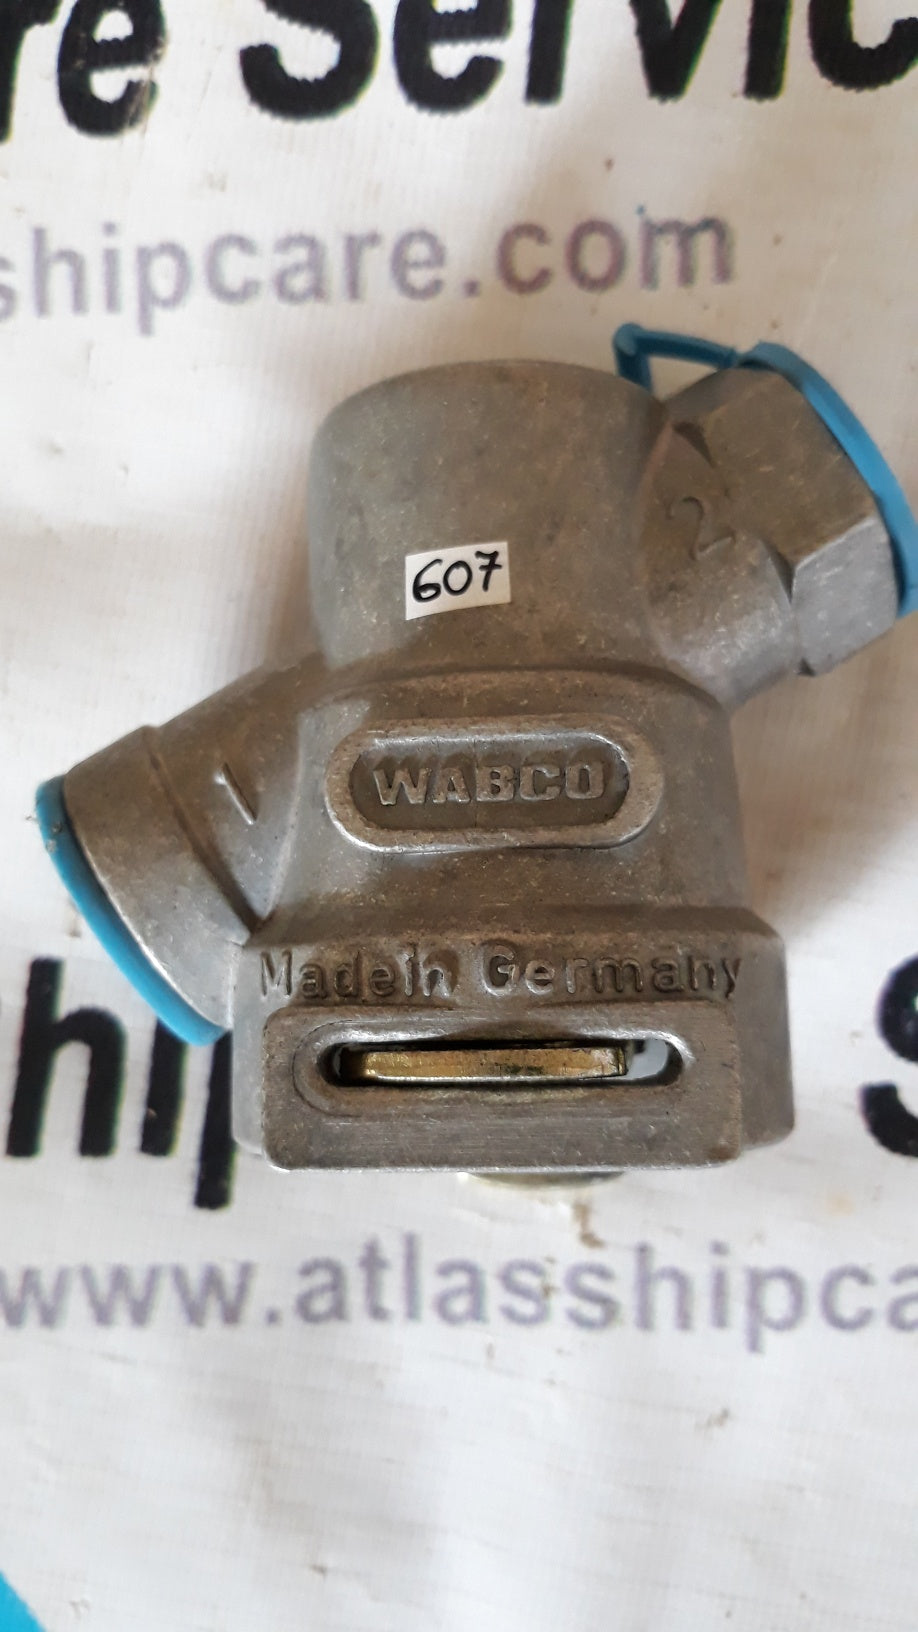 re Servic
shipcare.com
2
607
1
WABCO
Made in Germany
hip S
www.atlasshipca